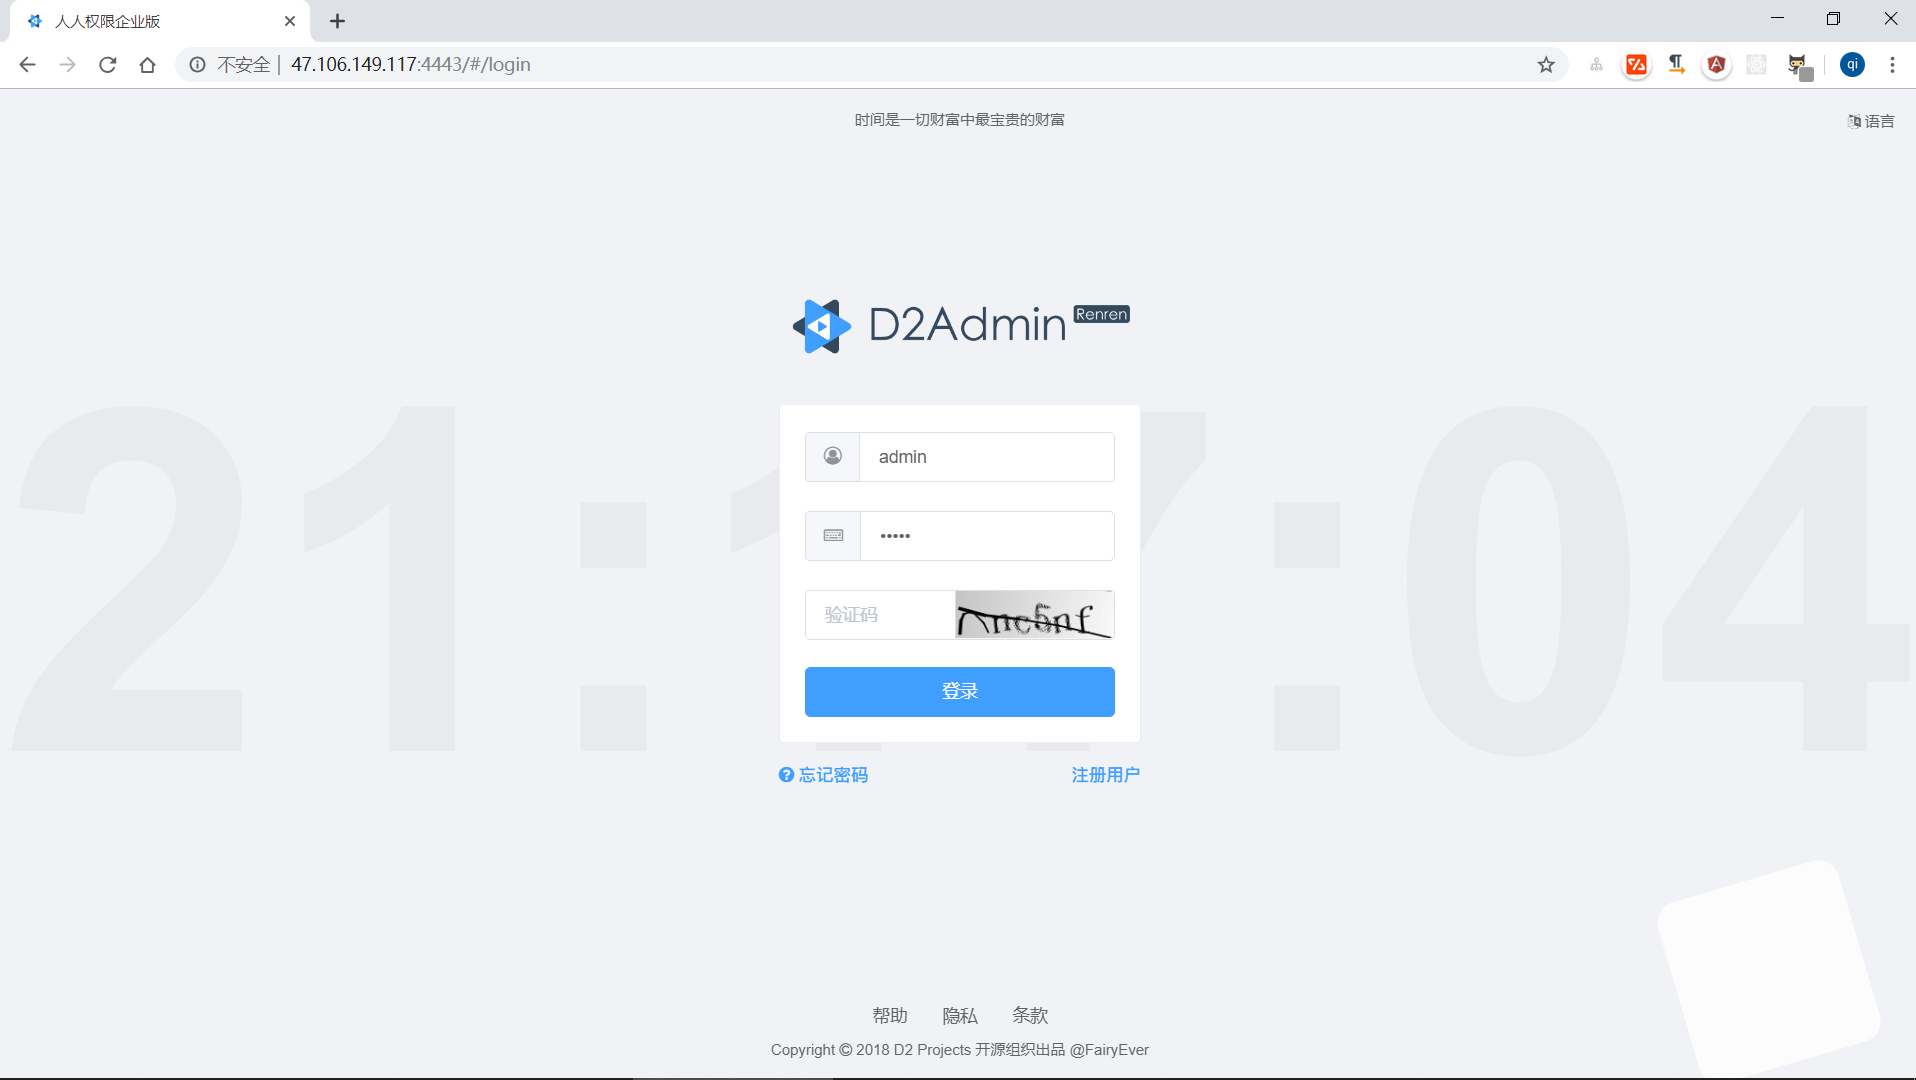 人人权限企业版
不安全 | 47.106.149.117:4443/#/login
qi
时间是一切财富中最宝贵的财富
语言
D2Admin Renren
21:17:04
admin
•••••
验证码
nc5nf
登录
忘记密码 注册用户
帮助 隐私 条款
Copyright © 2018 D2 Projects 开源组织出品 @FairyEver